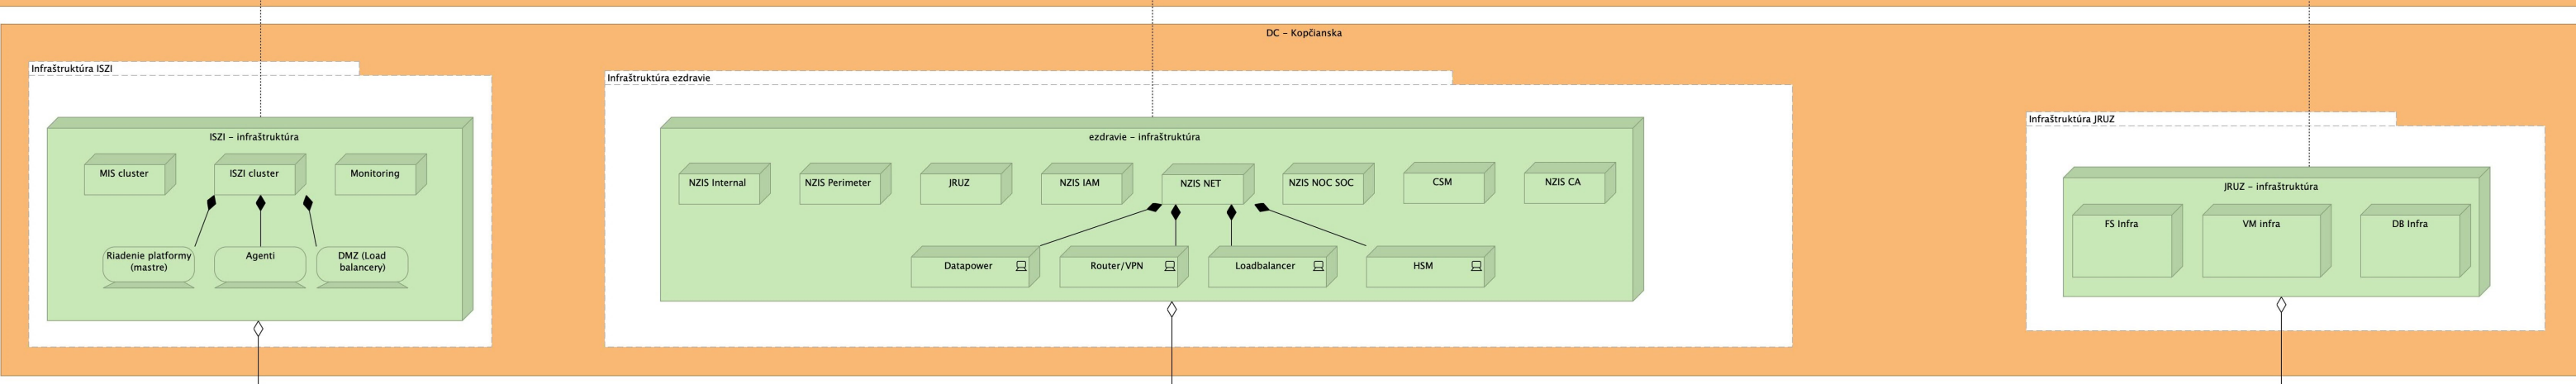 DC – Kopčianska
Infraštruktúra ISZI
ISZI – infraštruktúra
MIS cluster
ISZI cluster
Monitoring
Riadenie platformy
(mastre)
Agenti
DMZ (Load
balancery)
Infraštruktúra ezdravie
ezdravie – infraštruktúra
NZIS Internal
NZIS Perimeter
JRUZ
NZIS IAM
NZIS NET
NZIS NOC SOC
CSM
NZIS CA
Datapower
Router/VPN
Loadbalancer
HSM
Infraštruktúra JRUZ
JRUZ – infraštruktúra
FS Infra
VM infra
DB Infra